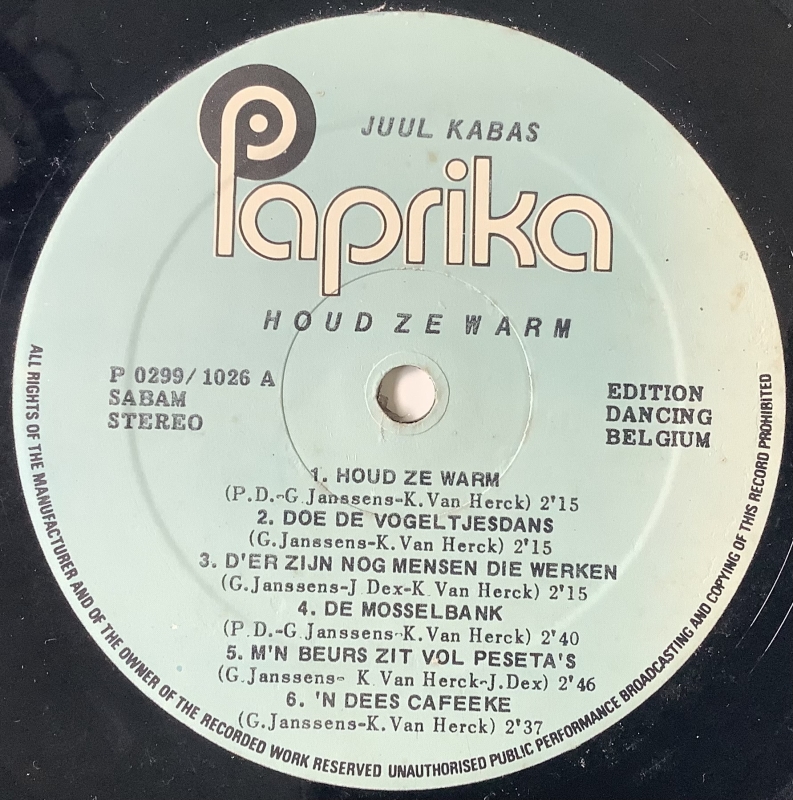 JUUL KABAS
Paprika
HOUD ZE WARM
P 0299/1026 A
SABAM
STEREO
EDITION
DANCING
BELGIUM
1. HOUD ZE WARM
(P.D.-G.Janssens-K.Van Herck) 2'15
2. DOE DE VOGELTJESDANS
(G.Janssens-K.Van Herck) 2'15
3. D'ER ZIJN NOG MENSEN DIE WERKEN
(G.Janssens-J Dex-K Van Herck) 2'15
4. DE MOSSELBANK
(P.D.-G Janssens-K.Van Herck) 2'40
5. M'N BEURS ZIT VOL PESETA'S
(G.Janssens- K Van Herck-J.Dex) 2'46
6. 'N DEES CAFEEKE
(G.Janssens-K.Van Herck) 2'37
ALL RIGHTS OF THE MANUFACTURER AND OF THE OWNER OF THE RECORDED WORK RESERVED UNAUTHORISED PUBLIC PERFORMANCE BROADCASTING AND COPYING OF THIS RECORD PROHIBITED